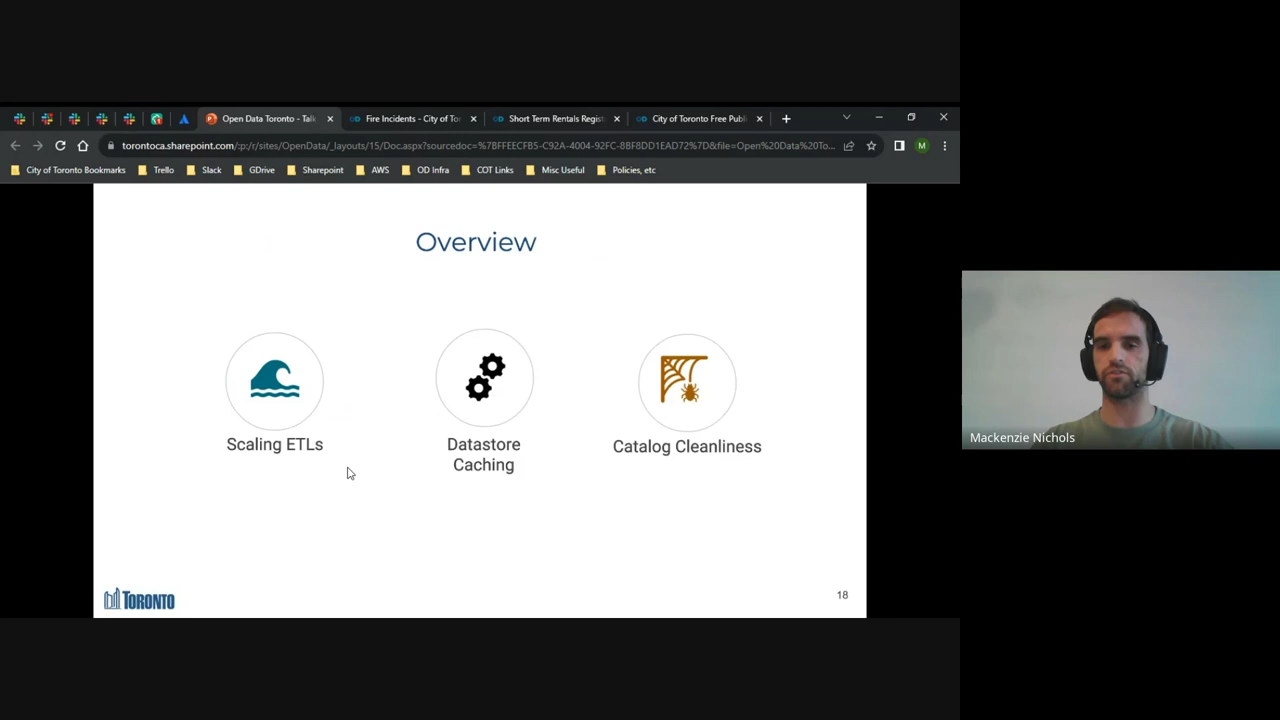 Open Data Toronto - Talk
Fire Incidents - City of Tor
Short Term Rentals Regist
City of Toronto Free Publ
torontoca.sharepoint.com/:p:/r/sites/OpenData/_layouts/15/Doc.aspx?sourcedoc=%7BFFEECFB5-C92A-4004-92FC-8BF8DD1EAD72%7D&file=Open%20Data%20To...
M
City of Toronto Bookmarks
Trello
Slack
GDrive
Sharepoint
AWS
OD Infra
COT Links
Misc Useful
Policies, etc
Overview
Scaling ETLs
Datastore
Caching
Catalog Cleanliness
TORONTO
18
Mackenzie Nichols